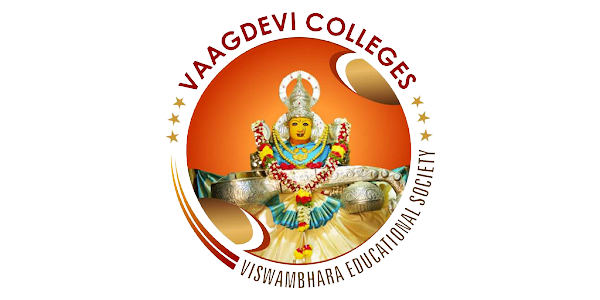 VAAGDEVI COLLEGES
VISWAMBHARA EDUCATIONAL SOCIETY